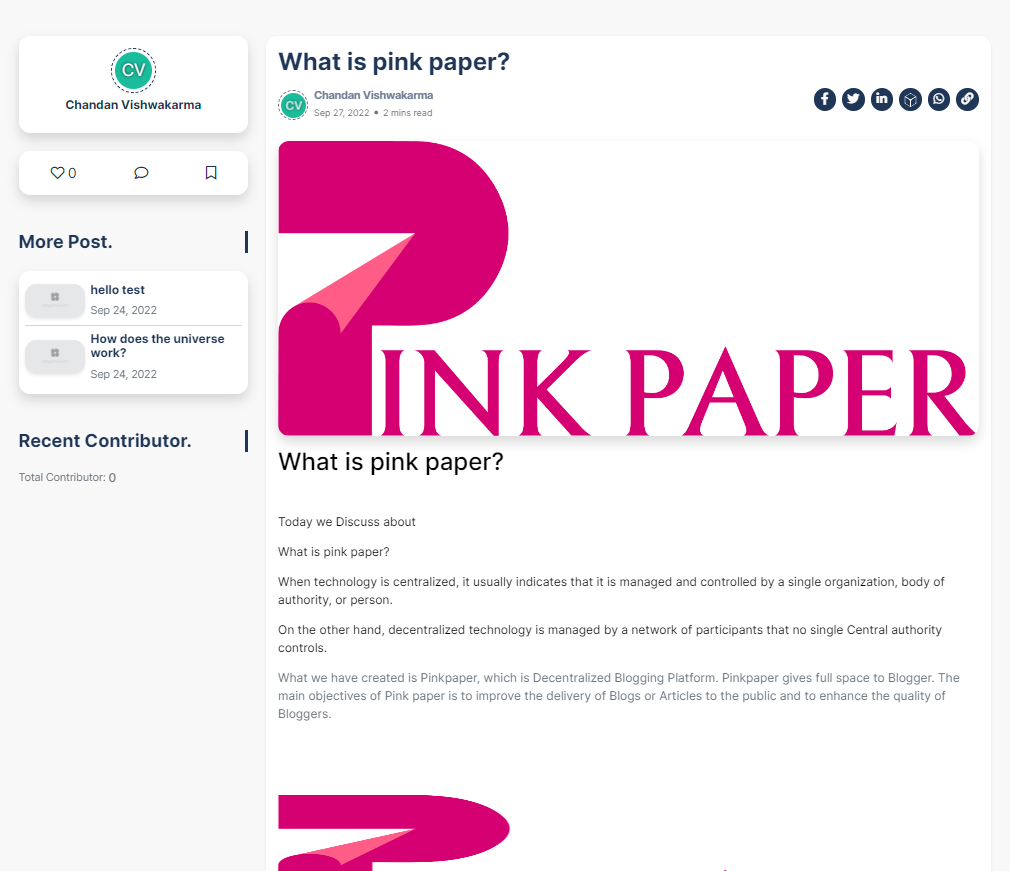 CV
Chandan Vishwakarma
0
More Post.
hello test
Sep 24, 2022
How does the universe
work?
Sep 24, 2022
Recent Contributor.
Total Contributor: 0
What is pink paper?
CV
Chandan Vishwakarma
Sep 27, 2022 • 2 mins read
PINK PAPER
What is pink paper?
Today we Discuss about
What is pink paper?
When technology is centralized, it usually indicates that it is managed and controlled by a single organization, body of
authority, or person.
On the other hand, decentralized technology is managed by a network of participants that no single Central authority
controls.
What we have created is Pinkpaper, which is Decentralized Blogging Platform. Pinkpaper gives full space to Blogger. The
main objectives of Pink paper is to improve the delivery of Blogs or Articles to the public and to enhance the quality of
Bloggers.